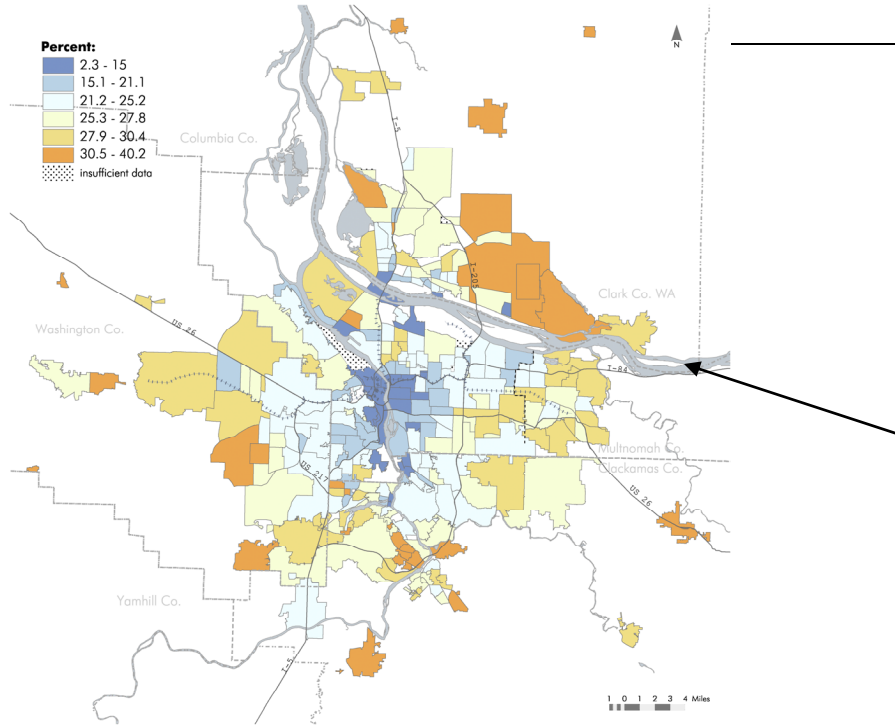 Percent:
2.3 - 15
15.1 - 21.1
21.2 - 25.2
25.3 - 27.8
27.9 - 30.4
30.5 - 40.2
insufficient data
N
Columbia Co.
I-5
I-205
Clark Co. WA
Washington Co.
US 26
I-84
US 217
Multnomah Co.
Clackamas Co.
US 26
Yamhill Co.
I-5
1 0 1 2 3 4 Miles